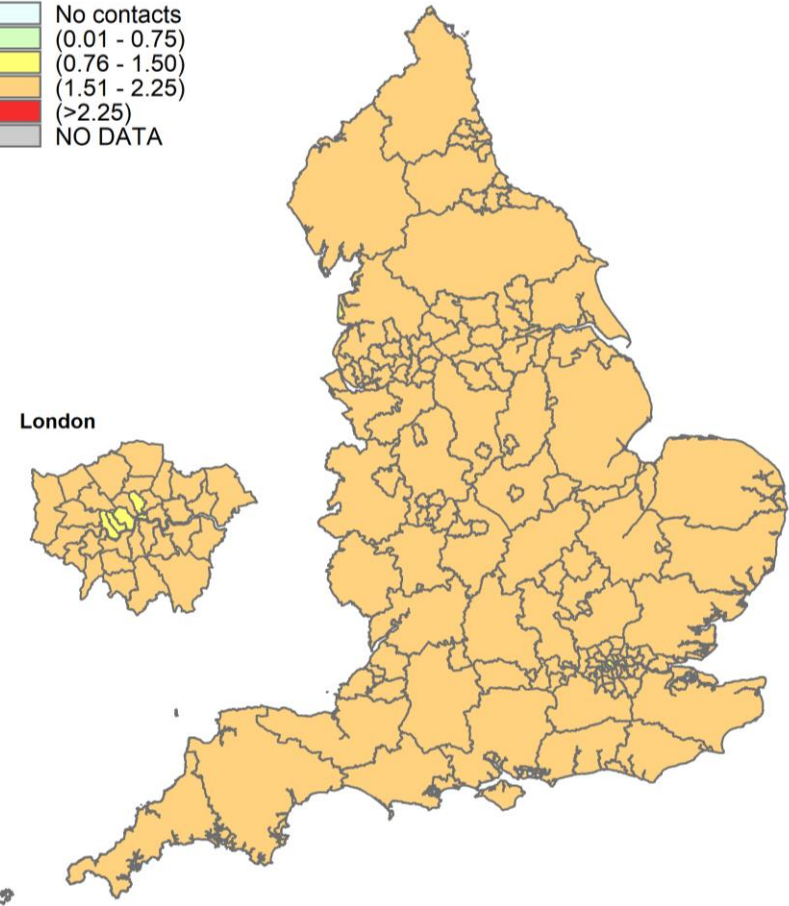 No contacts
(0.01 - 0.75)
(0.76 - 1.50)
(1.51 - 2.25)
(>2.25)
NO DATA
London